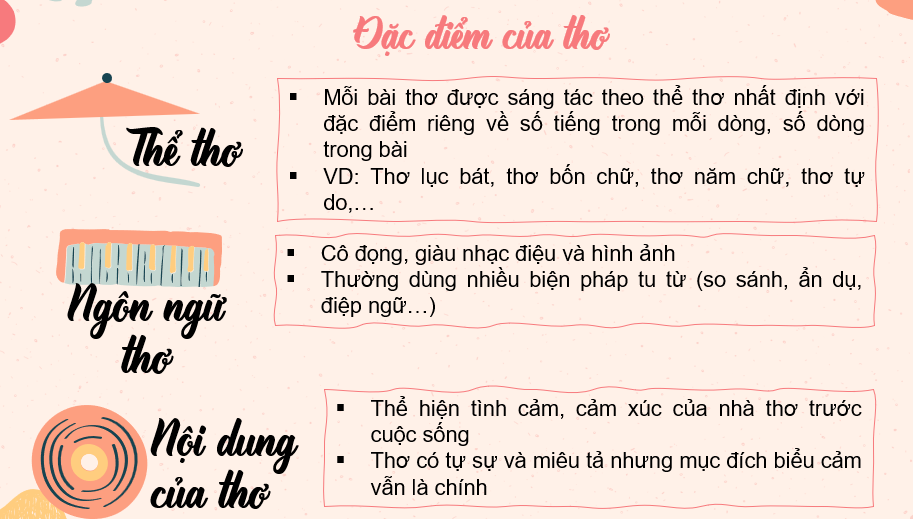 Đặc điểm của thơ
Thể thơ
▪ Mỗi bài thơ được sáng tác theo thể thơ nhất định với
đặc điểm riêng về số tiếng trong mỗi dòng, số dòng
trong bài
▪ VD: Thơ lục bát, thơ bốn chữ, thơ năm chữ, thơ tự
do,…
Ngôn ngữ
thơ
▪ Cô đọng, giàu nhạc điệu và hình ảnh
▪ Thường dùng nhiều biện pháp tu từ (so sánh, ẩn dụ,
điệp ngữ…)
Nội dung
của thơ
▪ Thể hiện tình cảm, cảm xúc của nhà thơ trước
cuộc sống
▪ Thơ có tự sự và miêu tả nhưng mục đích biểu cảm
vẫn là chính